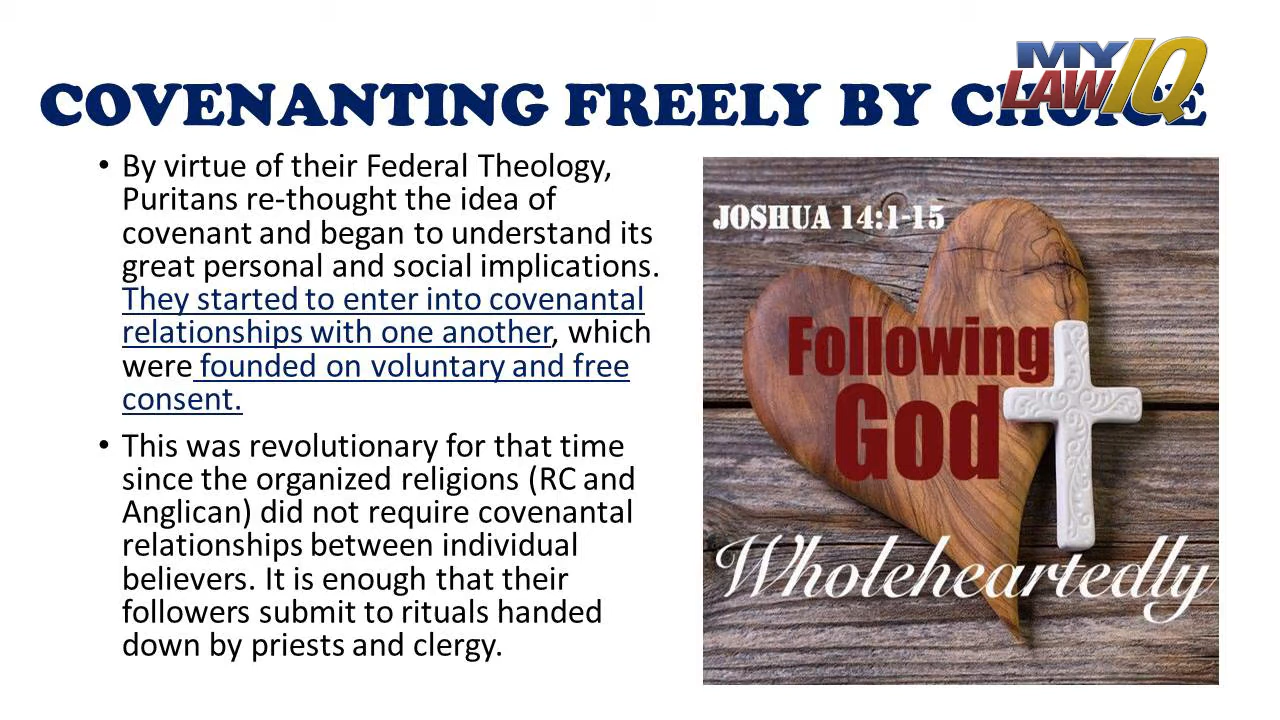 MY
LAW IQ
COVENANTING FREELY BY CHOICE
• By virtue of their Federal Theology,
Puritans re-thought the idea of
covenant and began to understand its
great personal and social implications.
They started to enter into covenantal
relationships with one another, which
were founded on voluntary and free
consent.
• This was revolutionary for that time
since the organized religions (RC and
Anglican) did not require covenantal
relationships between individual
believers. It is enough that their
followers submit to rituals handed
down by priests and clergy.
JOSHUA 14:1-15
Following
God
Wholeheartedly